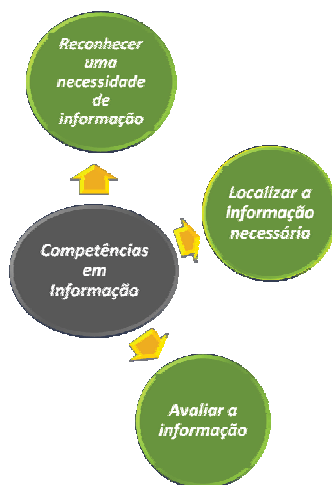 Reconhecer
uma
necessidade
de
informação
Localizar a
informação
necessária
Competências
em
Informação
Avaliar a
informação